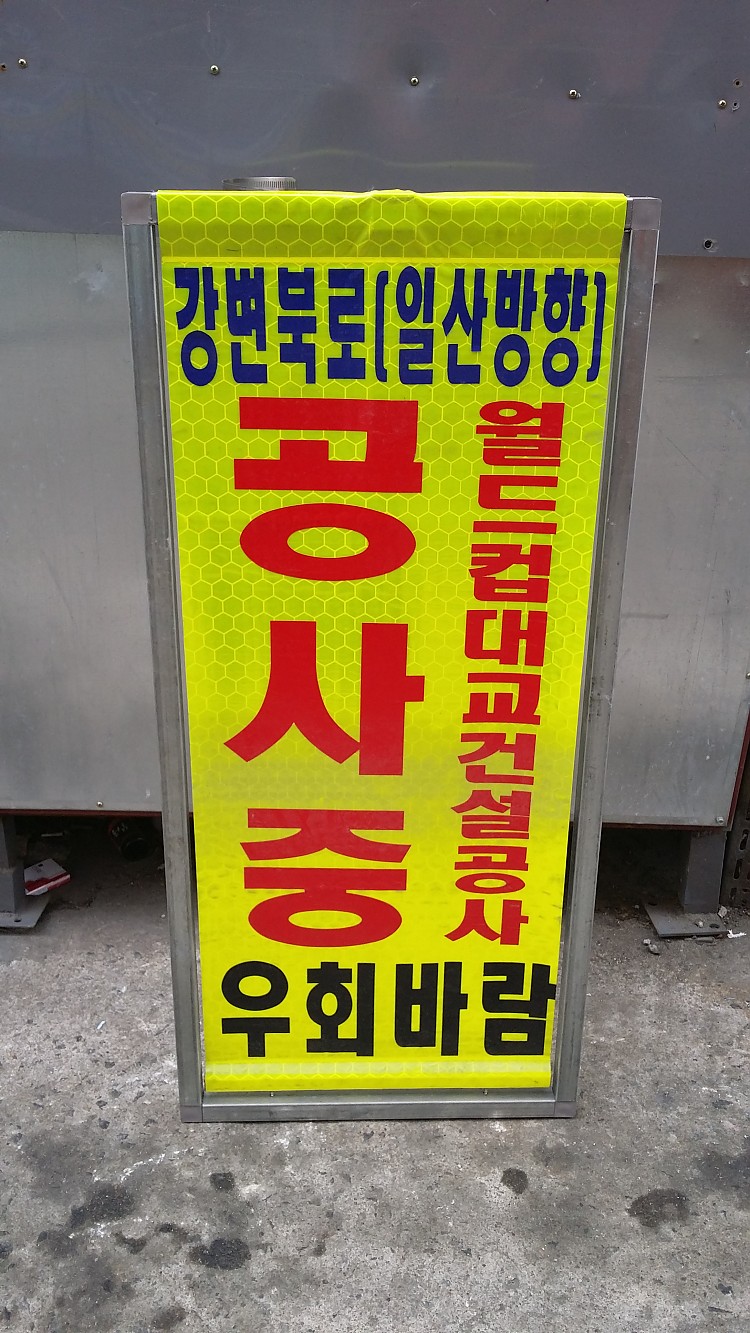 강변북로(일산방향)
공사중
월드컵대교건설공사
우회바람